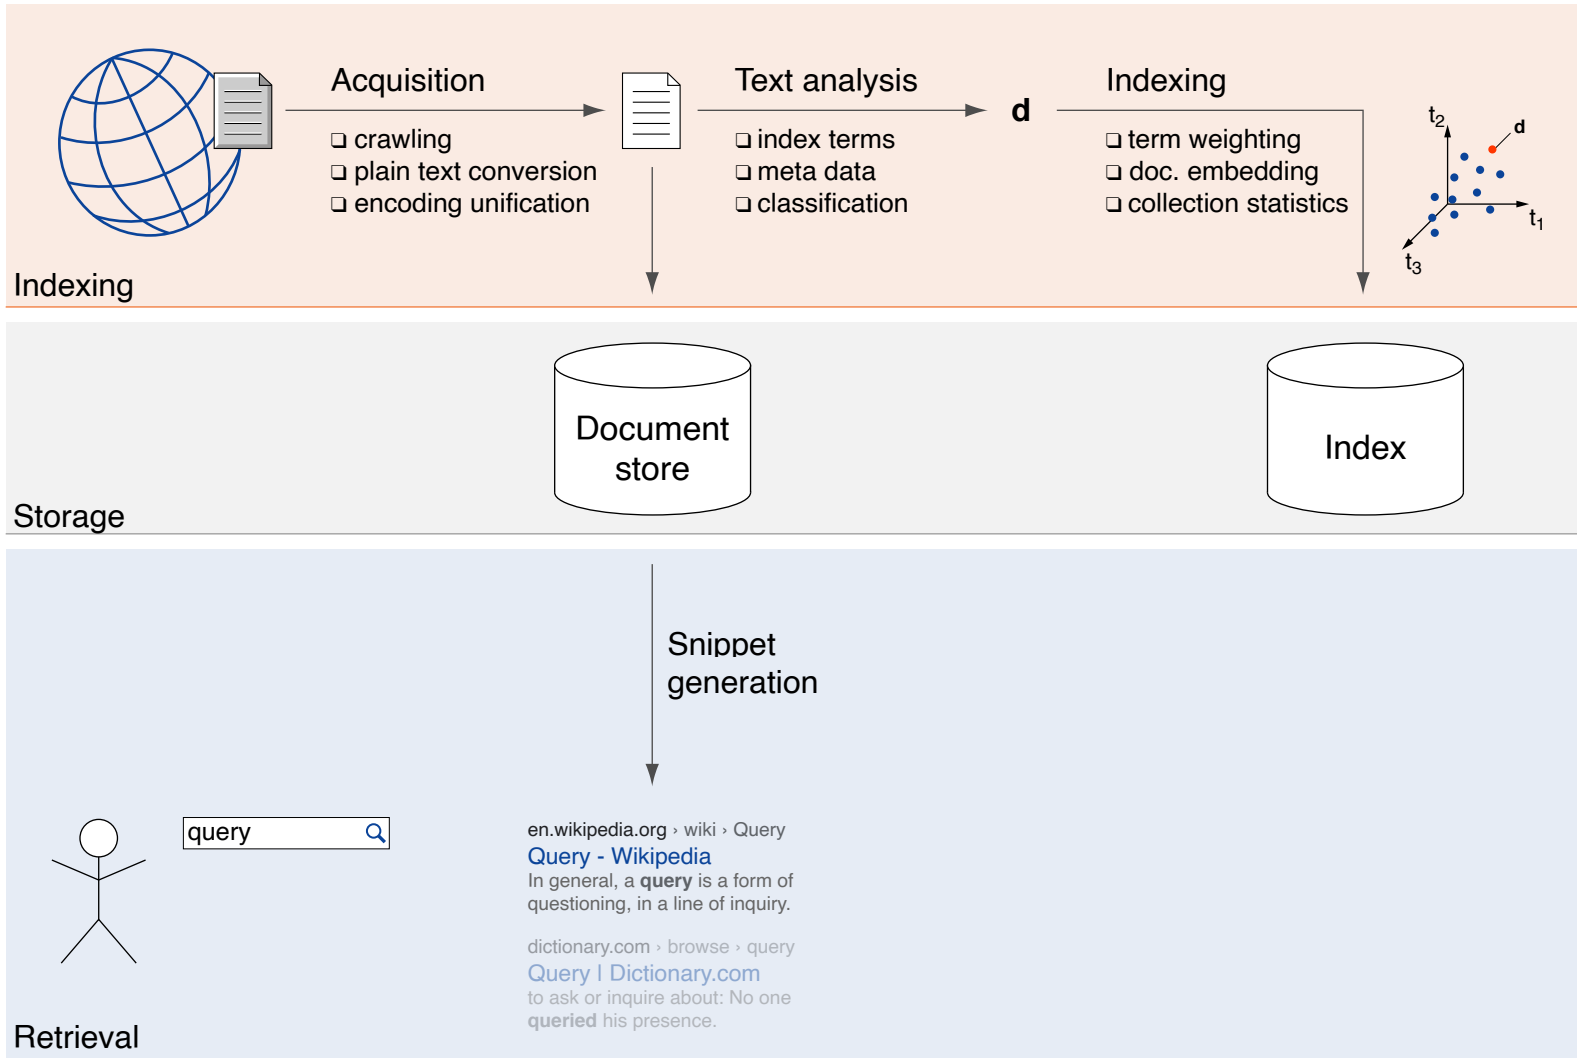 Acquisition
❏ crawling
❏ plain text conversion
❏ encoding unification
Text analysis
❏ index terms
❏ meta data
❏ classification
d
Indexing
❏ term weighting
❏ doc. embedding
❏ collection statistics
t2
d
t1
t3
Indexing
Document
store
Index
Storage
Snippet
generation
query
en.wikipedia.org › wiki › Query
Query - Wikipedia
In general, a query is a form of
questioning, in a line of inquiry.
dictionary.com › browse › query
Query | Dictionary.com
to ask or inquire about: No one
queried his presence.
Retrieval